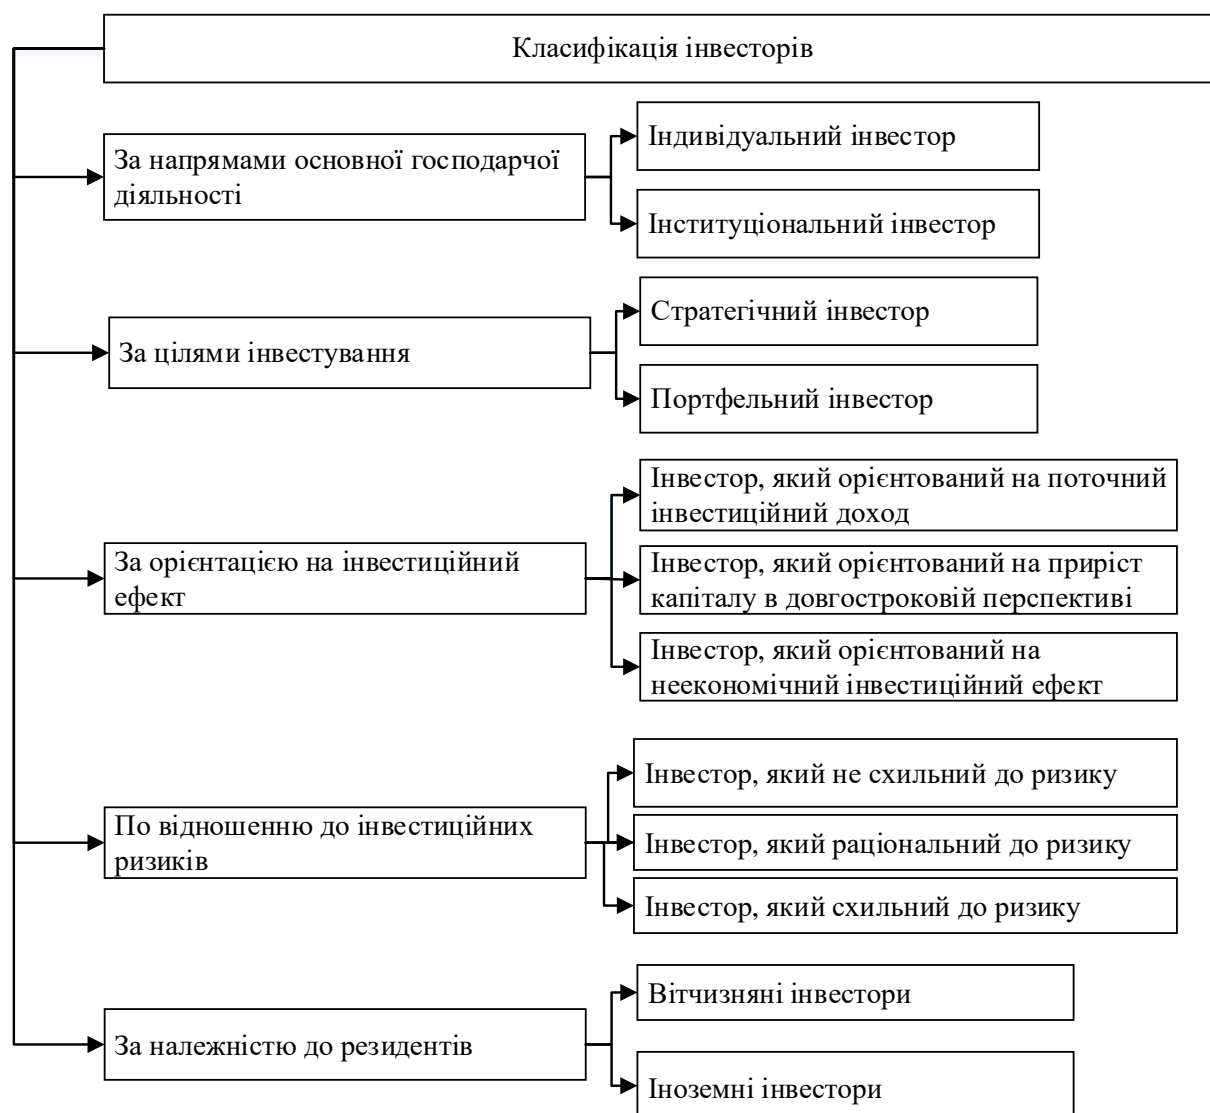 Класифікація інвесторів
За напрямами основної господарчої
діяльності
Індивідуальний інвестор
Інституціональний інвестор
За цілями інвестування
Стратегічний інвестор
Портфельний інвестор
За орієнтацією на інвестиційний
ефект
Інвестор, який орієнтований на поточний
інвестиційний доход
Інвестор, який орієнтований на приріст
капіталу в довгостроковій перспективі
Інвестор, який орієнтований на
неекономічний інвестиційний ефект
По відношенню до інвестиційних
ризиків
Інвестор, який не схильний до ризику
Інвестор, який раціональний до ризику
Інвестор, який схильний до ризику
За належністю до резидентів
Вітчизняні інвестори
Іноземні інвестори